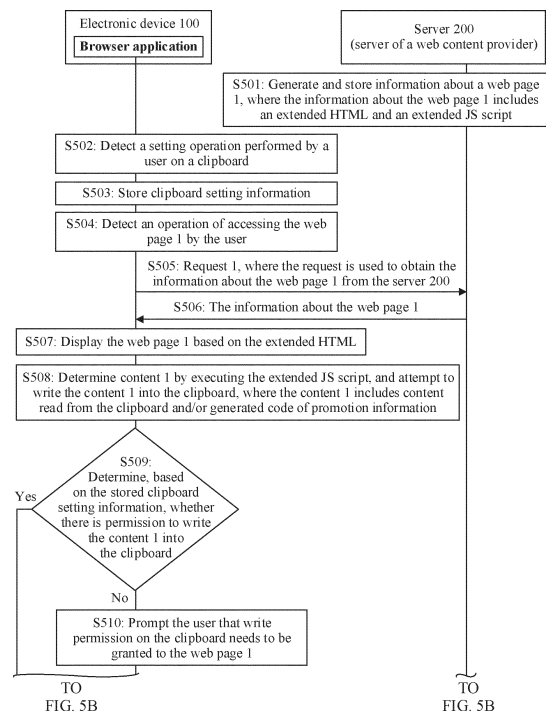 Electronic device 100
Browser application
Server 200
(server of a web content provider)
S501: Generate and store information about a web page
1, where the information about the web page 1 includes
an extended HTML and an extended JS script
S502: Detect a setting operation performed by a
user on a clipboard
S503: Store clipboard setting information
S504: Detect an operation of accessing the web
page 1 by the user
S505: Request 1, where the request is used to obtain the
information about the web page 1 from the server 200
S506: The information about the web page 1
S507: Display the web page 1 based on the extended HTML
S508: Determine content 1 by executing the extended JS script, and attempt to
write the content 1 into the clipboard, where the content 1 includes content
read from the clipboard and/or generated code of promotion information
S509:
Determine, based
on the stored clipboard
setting information, whether
there is permission to write
the content 1 into
the clipboard
Yes
No
S510: Prompt the user that write
permission on the clipboard needs to be
granted to the web page 1
TO
FIG. 5B
TO
FIG. 5B